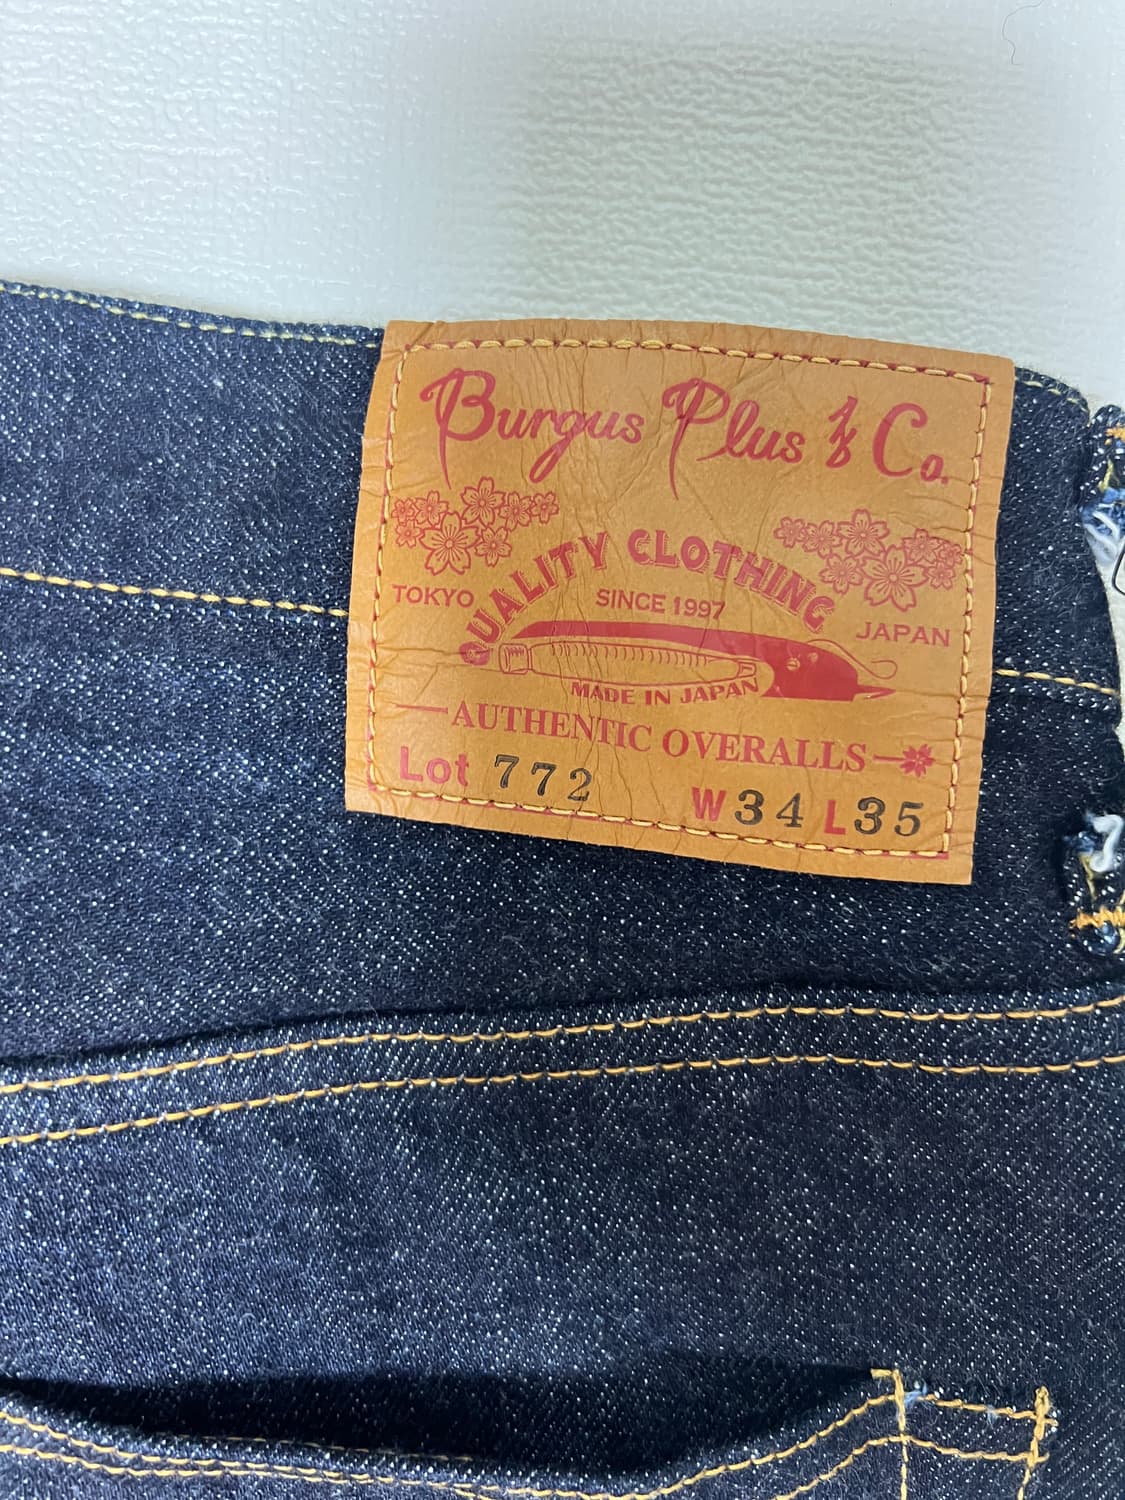 Burgus Plus & Co.
QUALITY CLOTHING
TOKYO
SINCE 1997
JAPAN
MADE IN JAPAN
AUTHENTIC OVERALLS
Lot 772 W34 L35